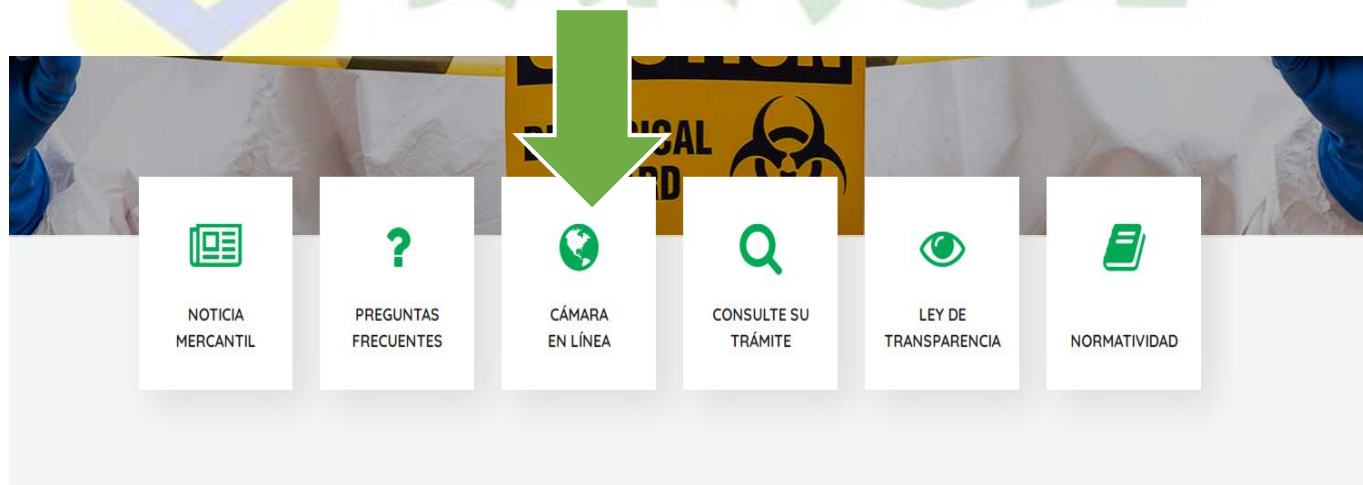 NOTICIA
MERCANTIL
PREGUNTAS
FRECUENTES
CÁMARA
EN LÍNEA
CONSULTE SU
TRÁMITE
LEY DE
TRANSPARENCIA
NORMATIVIDAD